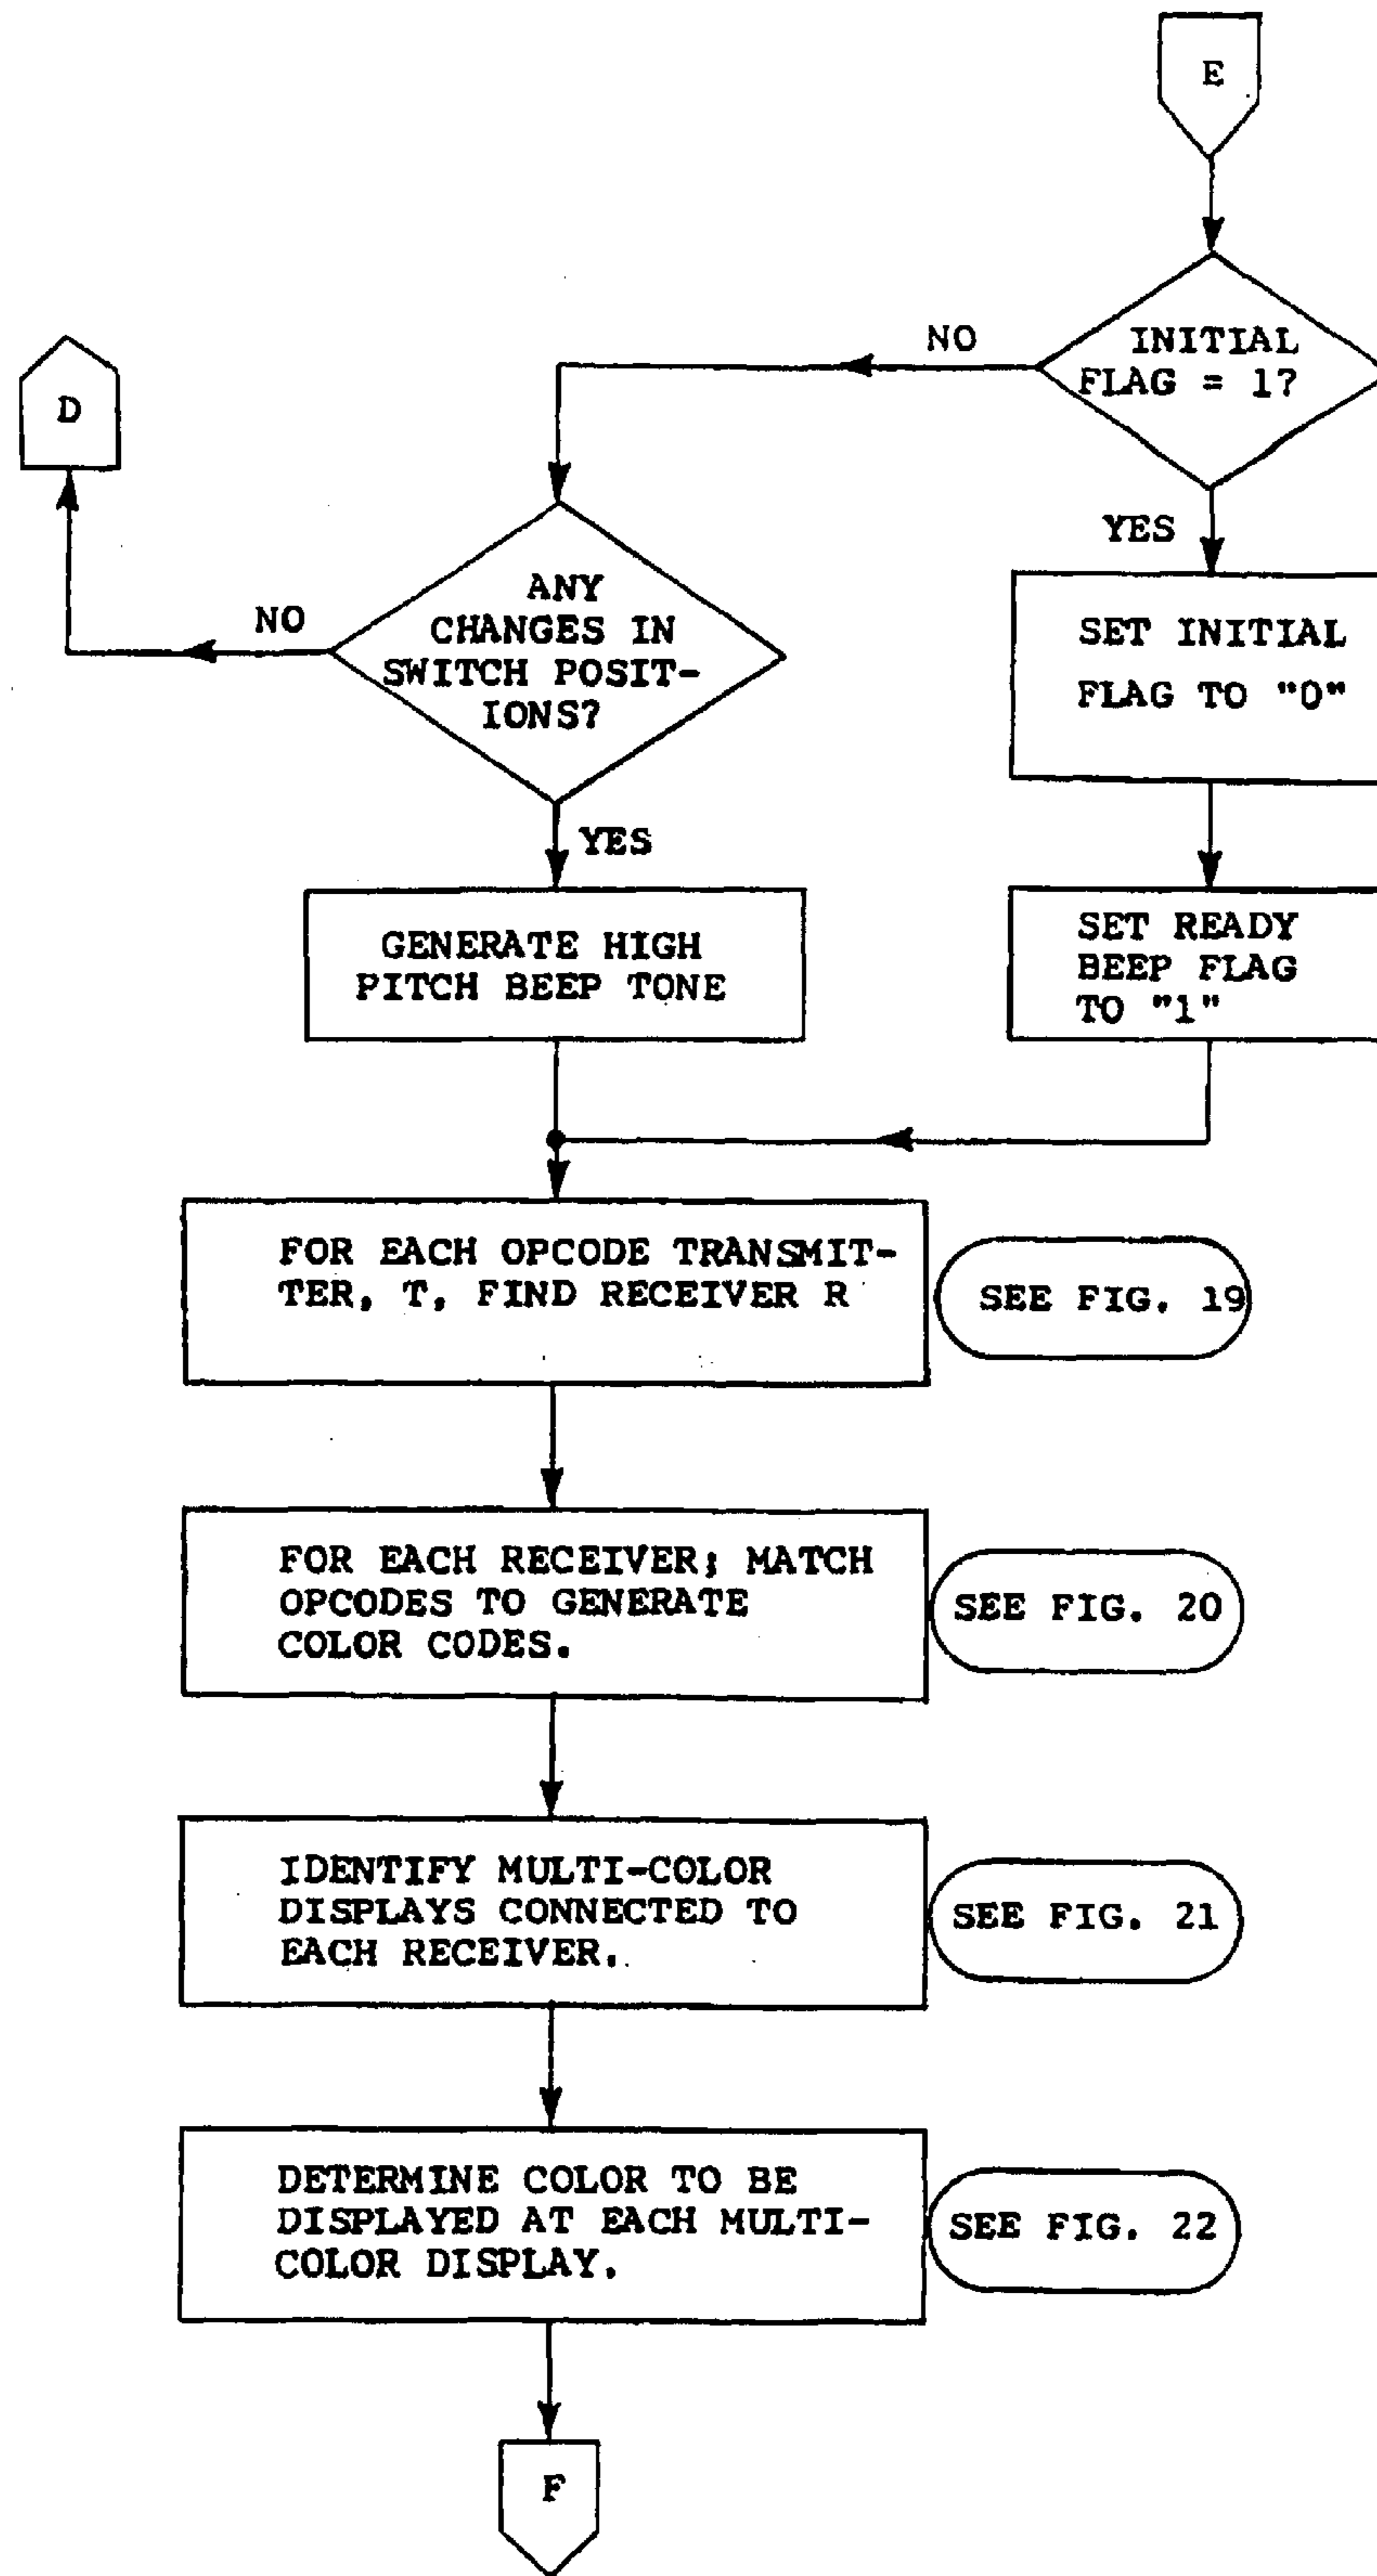 E
INITIAL
FLAG = 1?
NO
YES
D
NO
ANY
CHANGES IN
SWITCH POSIT-
IONS?
YES
SET INITIAL
FLAG TO "0"
GENERATE HIGH
PITCH BEEP TONE
SET READY
BEEP FLAG
TO "1"
FOR EACH OPCODE TRANSMIT-
TER, T, FIND RECEIVER R
SEE FIG. 19
FOR EACH RECEIVER; MATCH
OPCODES TO GENERATE
COLOR CODES.
SEE FIG. 20
IDENTIFY MULTI-COLOR
DISPLAYS CONNECTED TO
EACH RECEIVER.
SEE FIG. 21
DETERMINE COLOR TO BE
DISPLAYED AT EACH MULTI-
COLOR DISPLAY.
SEE FIG. 22
F